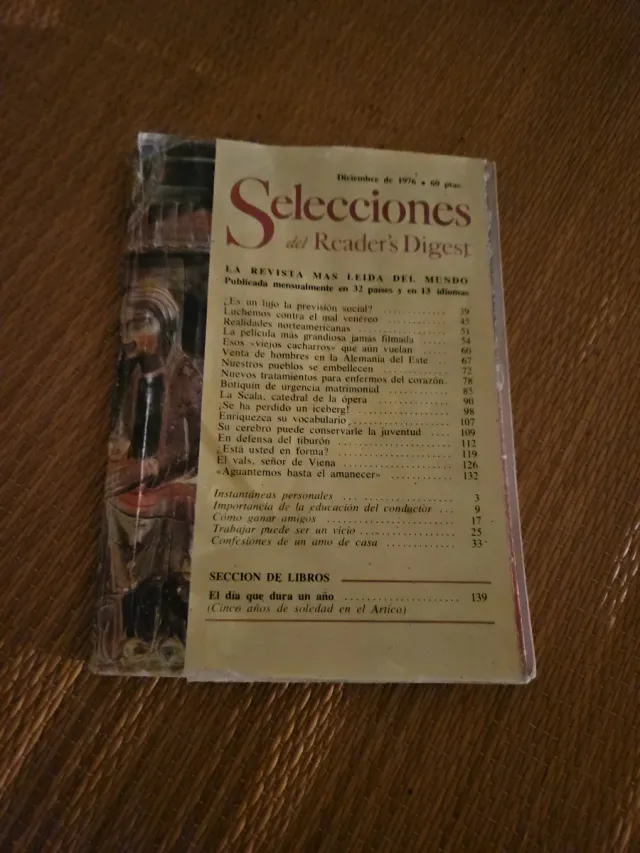 Diciembre de 1976 • 60 ptas.
Selecciones
del Reader's Digest
LA REVISTA MAS LEIDA DEL MUNDO
Publicada mensualmente en 32 países y en 13 idiomas
¿Es un lujo la previsión social? ............ 39
Luchemos contra el mal venéreo ............ 45
Realidades norteamericanas ............ 51
La película más grandiosa jamás filmada ............ 54
Esos «viejos cacharros» que aún vuelan .... 60
Venta de hombres en la Alemania del Este .. 67
Nuestros pueblos se embellecen ............ 72
Nuevos tratamientos para enfermos del corazón. 78
Botiquín de urgencia matrimonial ............ 85
La Scala, catedral de la ópera ............ 90
¡Se ha perdido un iceberg! ............ 98
Enriquezca su vocabulario ............ 107
Su cerebro puede conservarle la juventud .... 109
En defensa del tiburón ............ 112
¿Está usted en forma? ............ 119
El vals, señor de Viena ............ 126
«Aguantemos hasta el amanecer» ............ 132
Instantáneas personales ............ 3
Importancia de la educación del conductor ... 9
Cómo ganar amigos ............ 17
Trabajar puede ser un vicio ............ 25
Confesiones de un amo de casa ............ 33
SECCION DE LIBROS
El día que dura un año ............ 139
(Cinco años de soledad en el Artico)